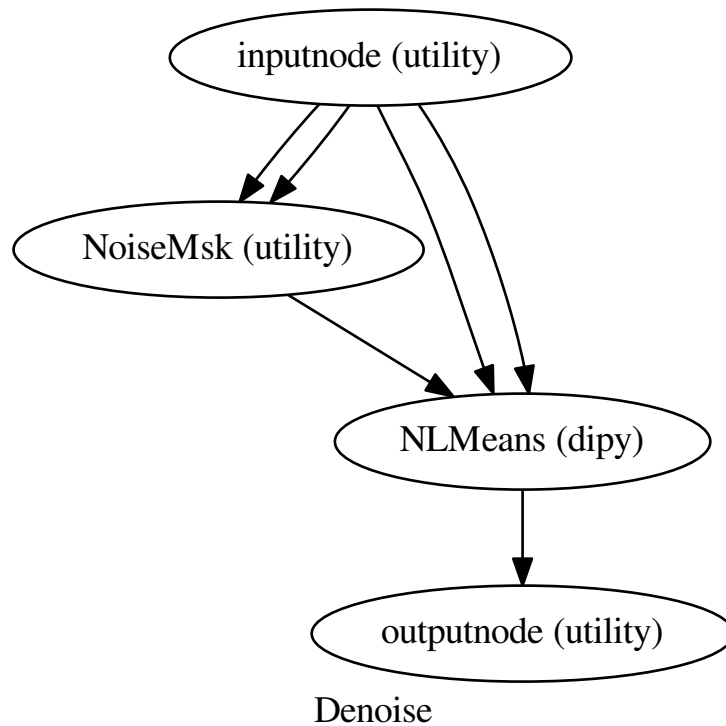 inputnode (utility)
NoiseMsk (utility)
NLMeans (dipy)
outputnode (utility)
Denoise